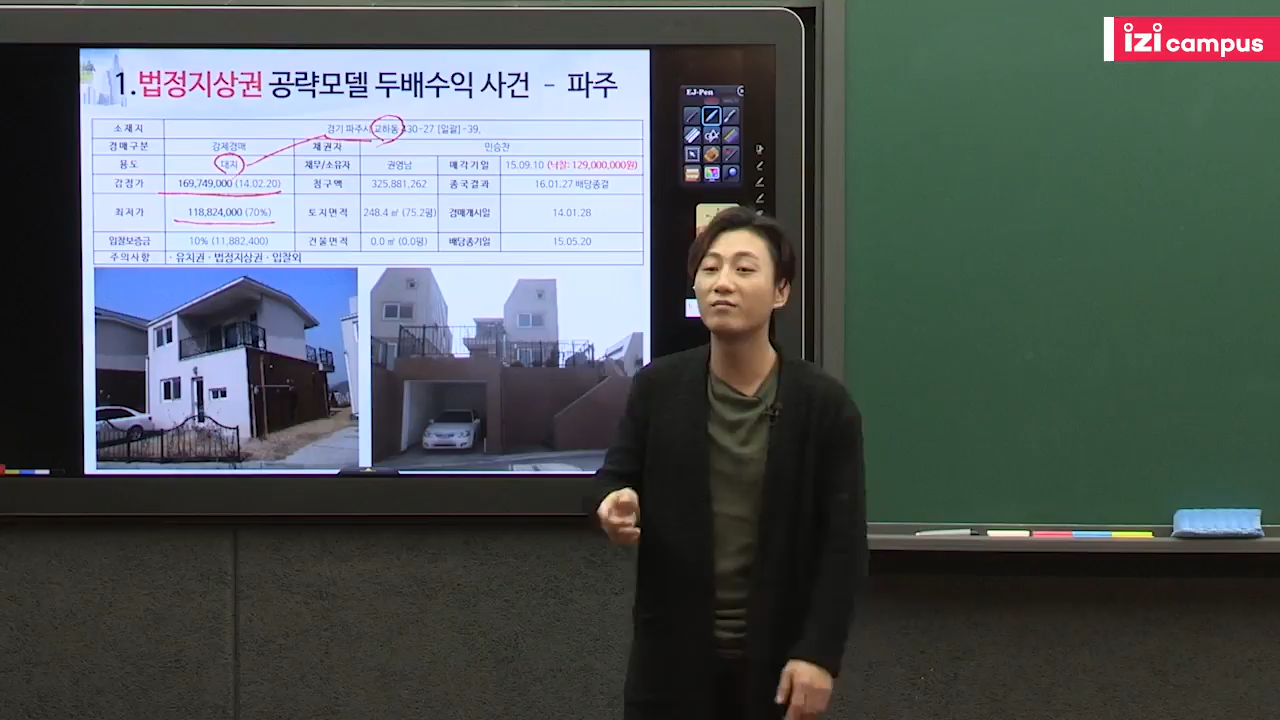 izi campus
1.법정지상권 공략모델 두배수익 사건 - 파주
EJ-Pen
소재지 경기 파주시 교하동 430-27 [일괄] -39,
경매구분 강제경매 채권자 민승찬
용도 대지 채무/소유자 권영남 매각기일 15.09.10 (낙찰: 129,000,000원)
감정가 169,749,000 (14.02.20) 청구액 325,881,262 종국결과 16.01.27 배당종결
최저가 118,824,000 (70%) 토지면적 248.4 ㎡ (75.2평) 경매개시일 14.01.28
입찰보증금 10% (11,882,400) 건물면적 0.0 ㎡ (0.0평) 배당종기일 15.05.20
주의사항 · 유치권 · 법정지상권 · 입찰외